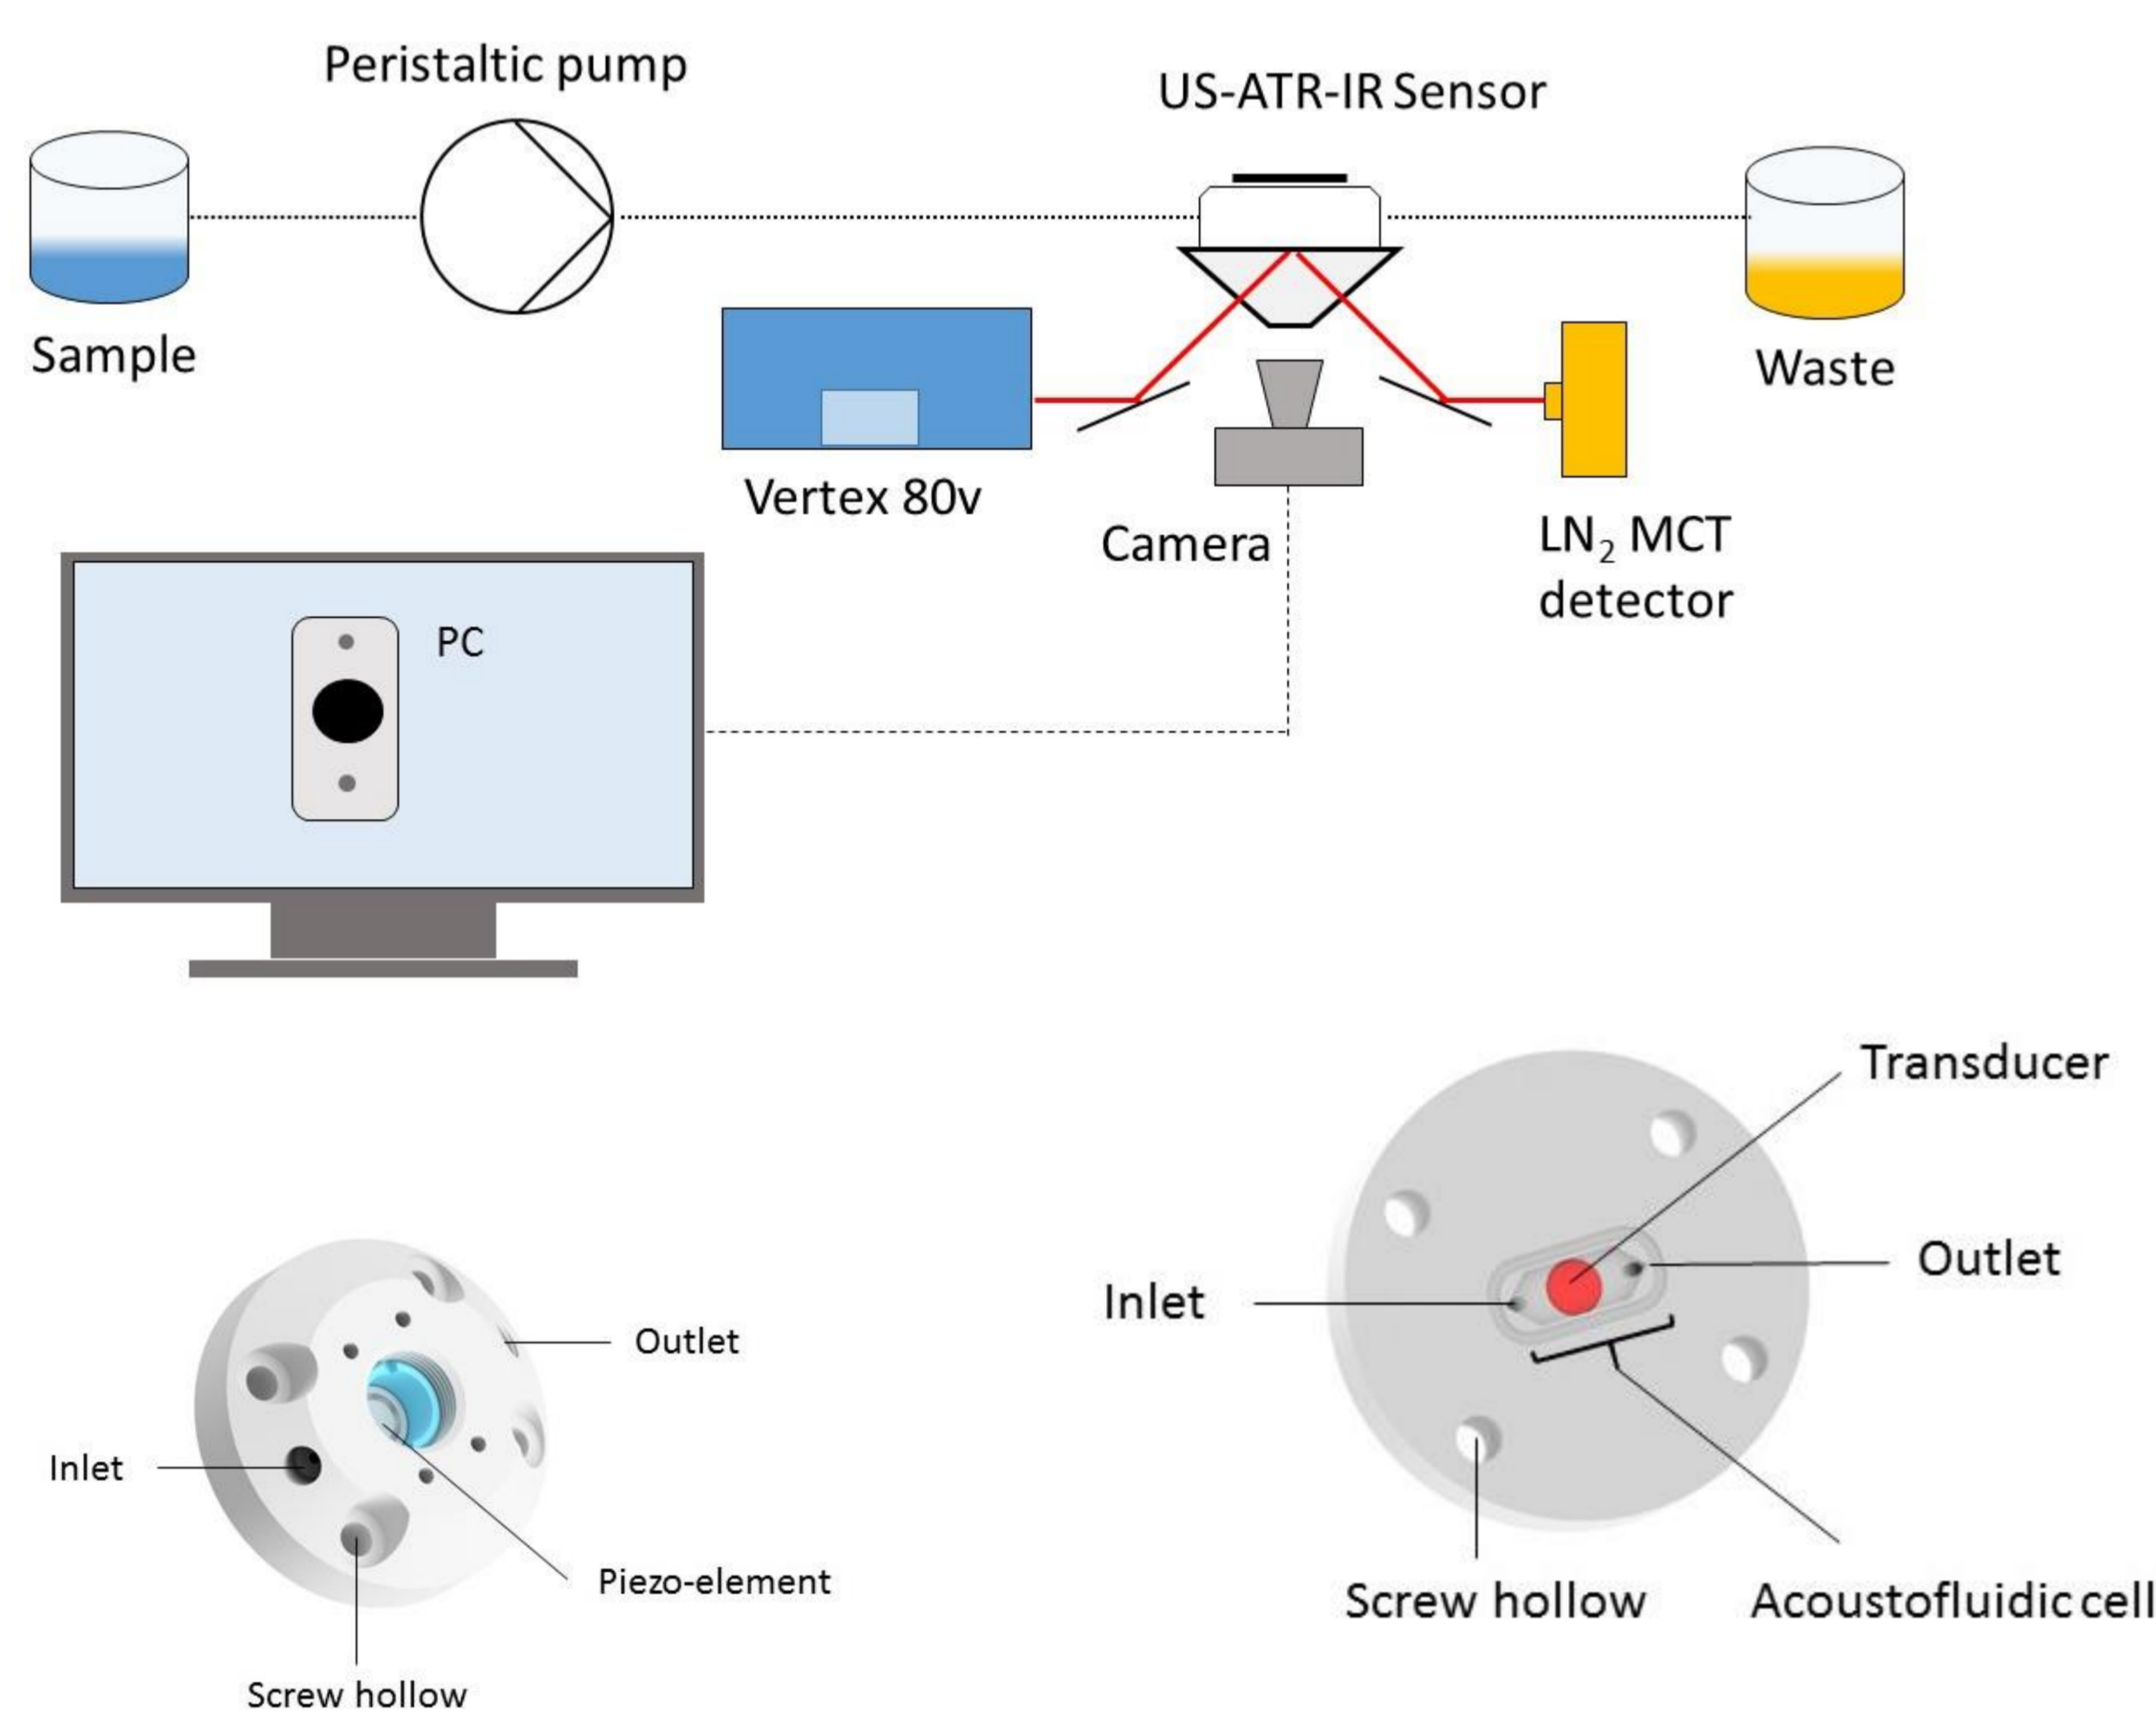 Peristaltic pump
US-ATR-IR Sensor
Sample
Waste
Vertex 80v
Camera
LN₂ MCT
detector
PC
Transducer
Outlet
Inlet
Screw hollow
Acoustofluidic cell
Outlet
Inlet
Piezo-element
Screw hollow